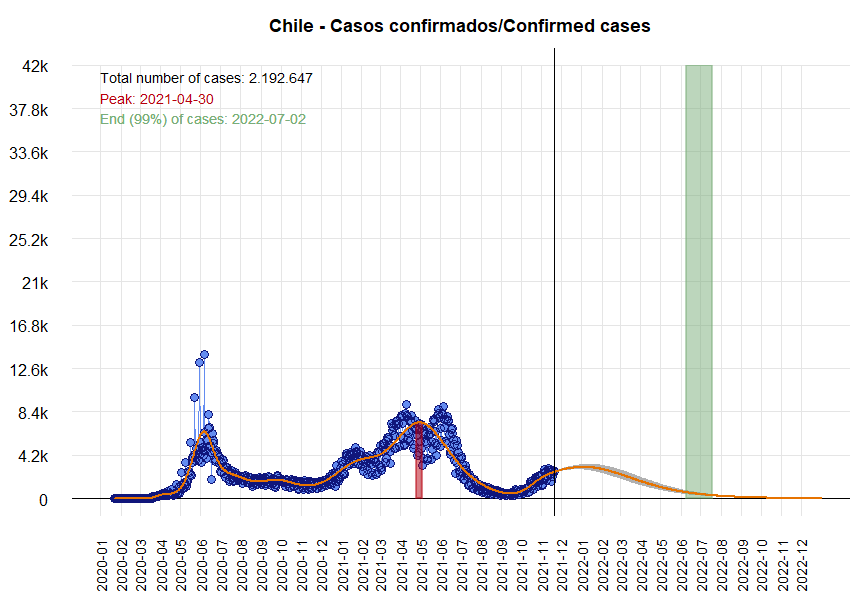 Chile - Casos confirmados/Confirmed cases
Total number of cases: 2.192.647
Peak: 2021-04-30
End (99%) of cases: 2022-07-02
42k
37.8k
33.6k
29.4k
25.2k
21k
16.8k
12.6k
8.4k
4.2k
0
2020-01
2020-02
2020-03
2020-04
2020-05
2020-06
2020-07
2020-08
2020-09
2020-10
2020-11
2020-12
2021-01
2021-02
2021-03
2021-04
2021-05
2021-06
2021-07
2021-08
2021-09
2021-10
2021-11
2021-12
2022-01
2022-02
2022-03
2022-04
2022-05
2022-06
2022-07
2022-08
2022-09
2022-10
2022-11
2022-12